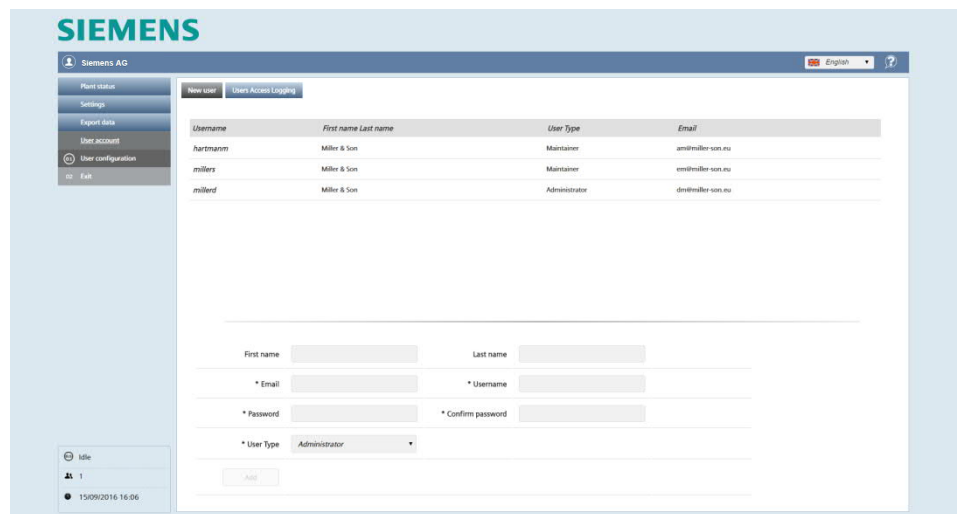 SIEMENS
Siemens AG
English
?
Plant status
Settings
Export data
User account
01 User configuration
02 Exit
New user Users Access Logging
Username First name Last name User Type Email
hartmanm Miller & Son Maintainer am@miller-son.eu
millers Miller & Son Maintainer em@miller-son.eu
millerd Miller & Son Administrator dm@miller-son.eu
First name Last name
* Email * Username
* Password * Confirm password
* User Type Administrator
Add
Idle
1
15/09/2016 16:06